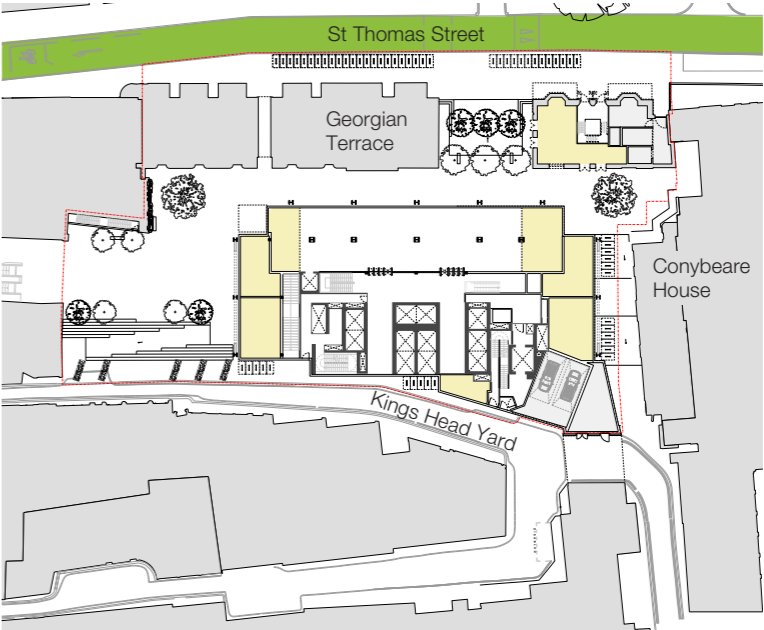 St Thomas Street
Georgian
Terrace
Conybeare
House
Kings Head Yard